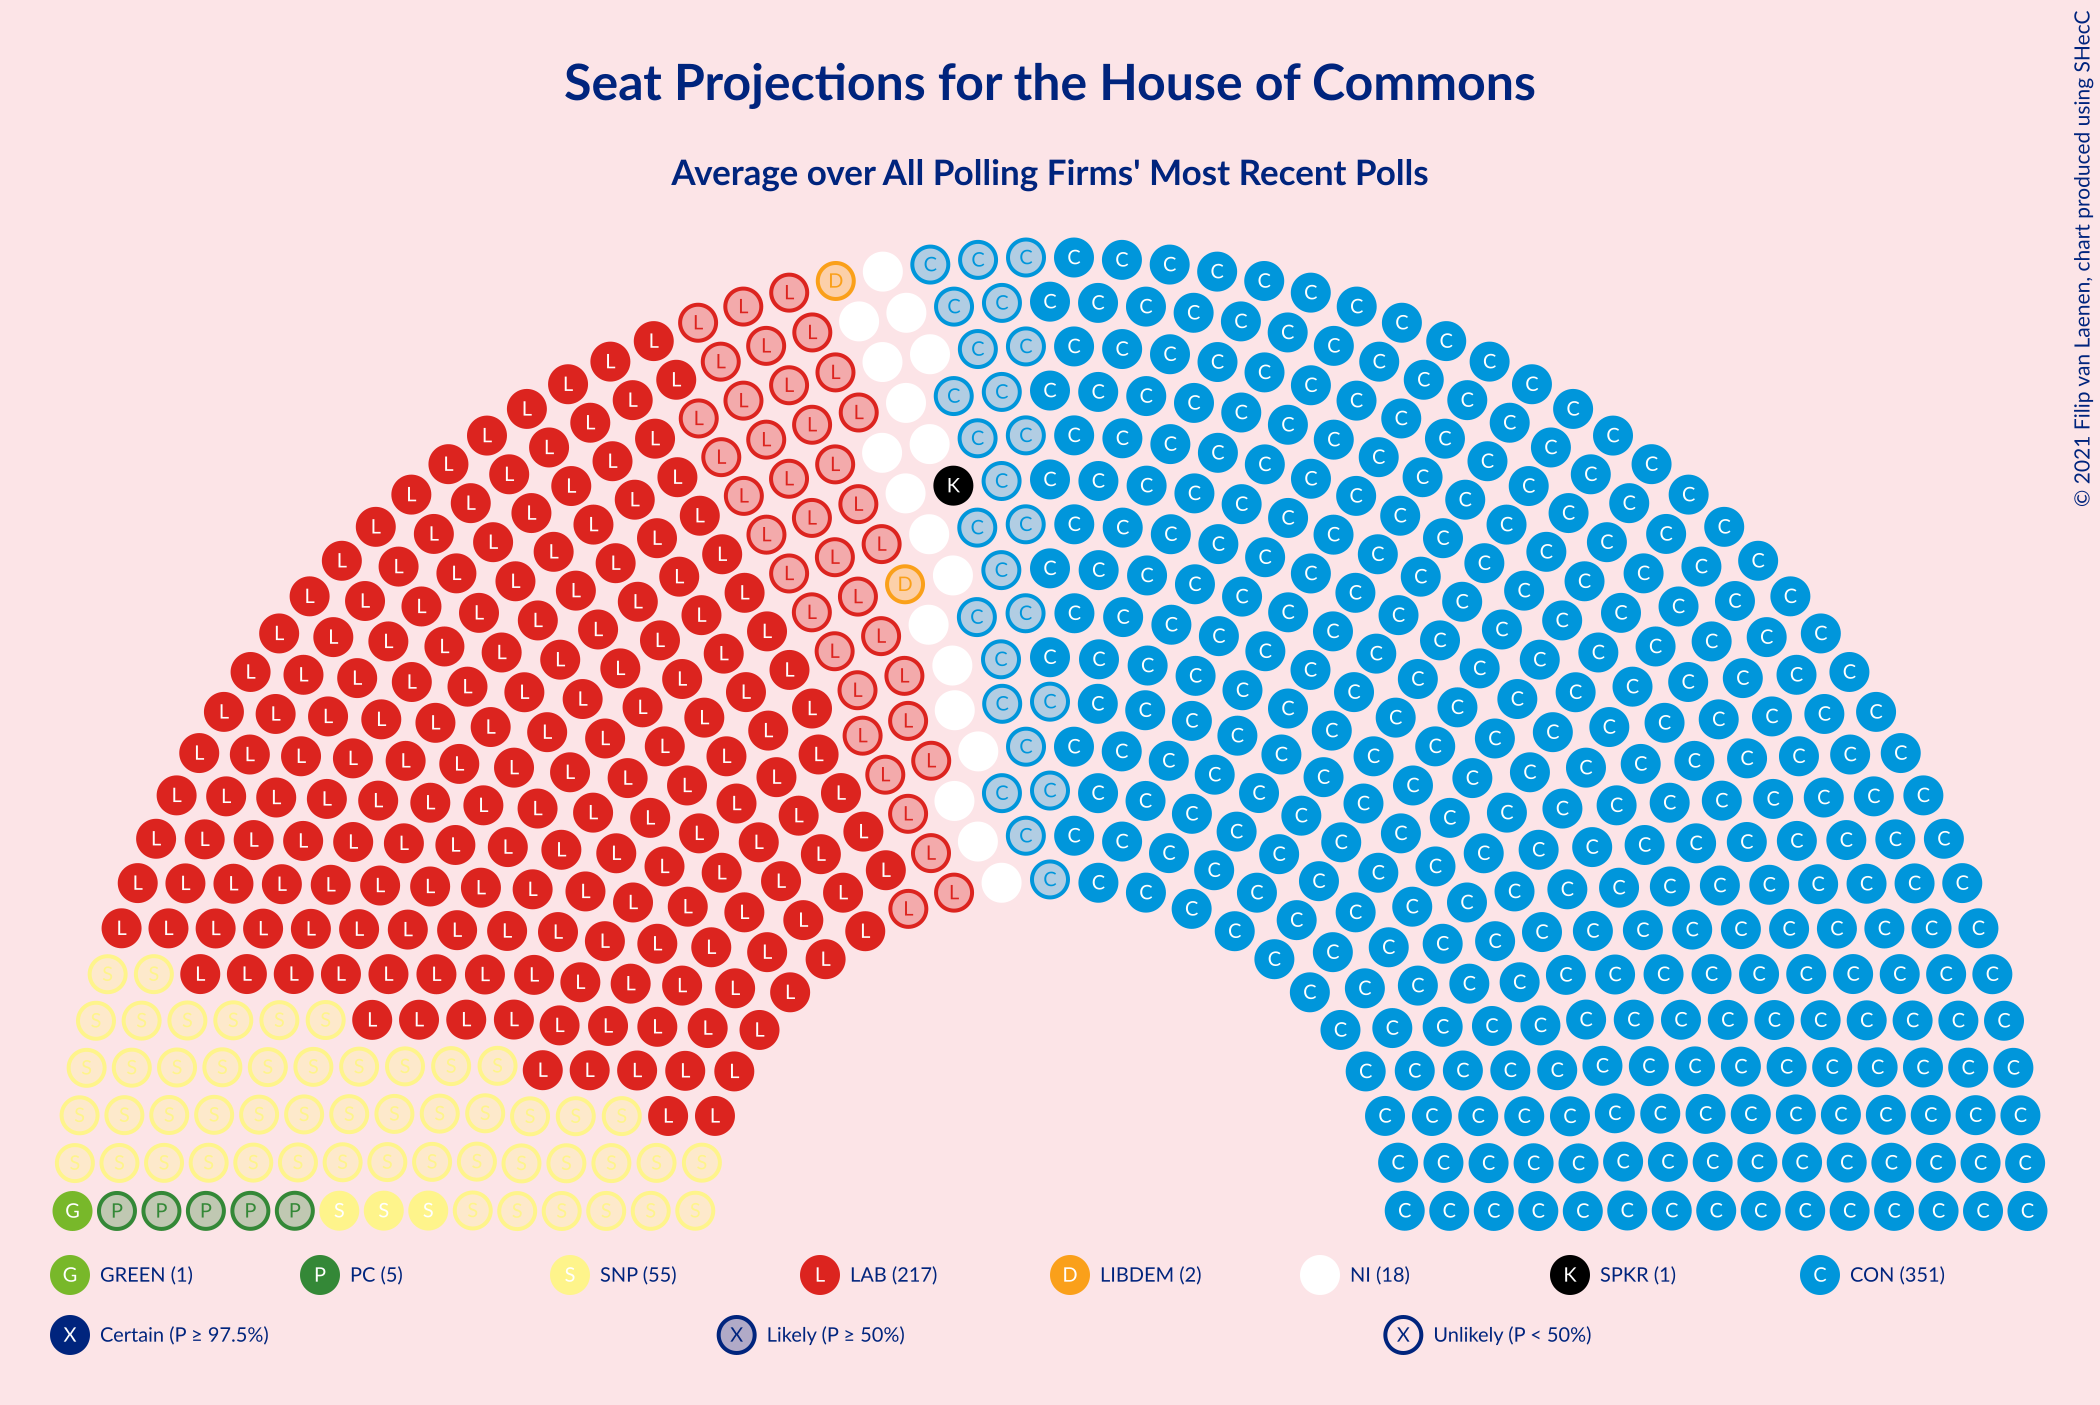 Seat Projections for the House of Commons
Average over All Polling Firms' Most Recent Polls
© 2021 Filip van Laenen, chart produced using SHecC
G GREEN (1)
P PC (5)
S SNP (55)
L LAB (217)
D LIBDEM (2)
NI (18)
K SPKR (1)
C CON (351)
X Certain (P ≥ 97.5%)
X Likely (P ≥ 50%)
X Unlikely (P < 50%)